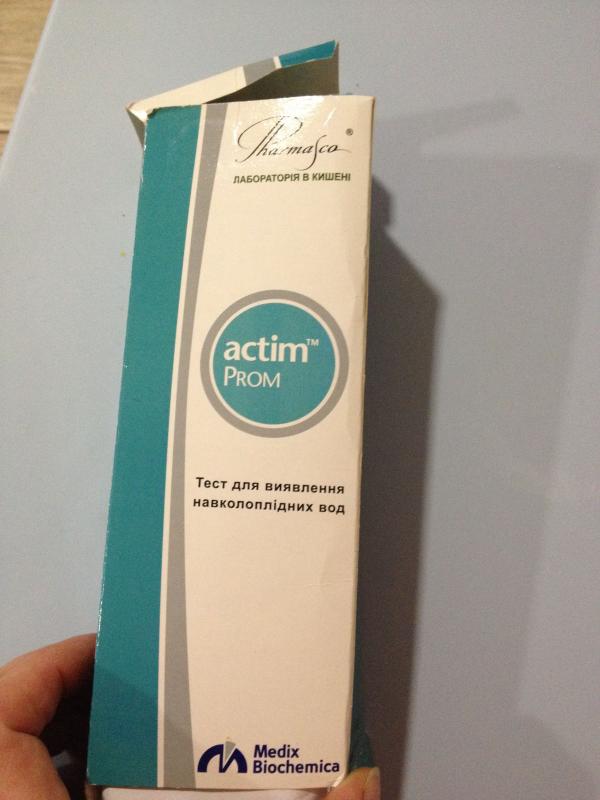 Pharmasco®
ЛАБОРАТОРІЯ В КИШЕНІ
actim™
PROM
Тест для виявлення
навколоплідних вод
Medix
Biochemica